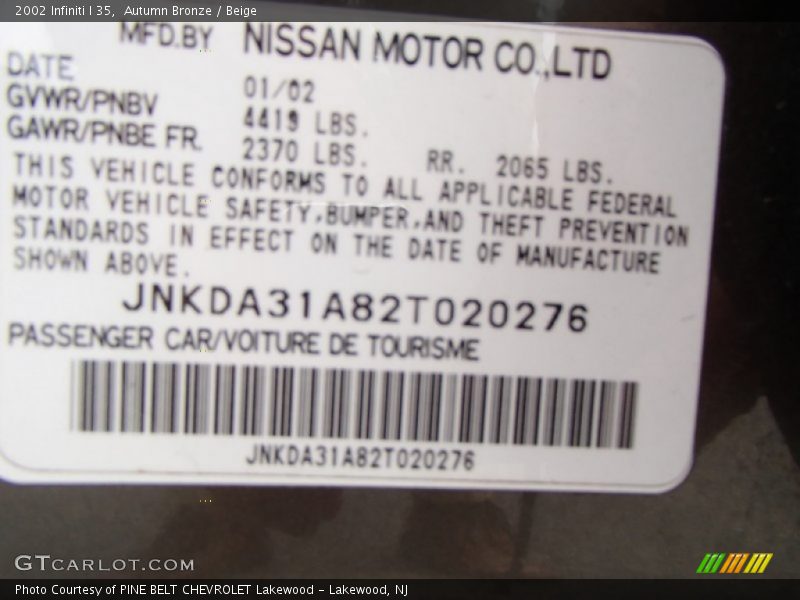 2002 Infiniti I 35,  Autumn Bronze / Beige
MFD.BY NISSAN MOTOR CO.,LTD
DATE 01/02
GVWR/PNBV 4419 LBS.
GAWR/PNBE FR. 2370 LBS. RR. 2065 LBS.
THIS VEHICLE CONFORMS TO ALL APPLICABLE FEDERAL
MOTOR VEHICLE SAFETY,BUMPER,AND THEFT PREVENTION
STANDARDS IN EFFECT ON THE DATE OF MANUFACTURE
SHOWN ABOVE.
JNKDA31A82T020276
PASSENGER CAR/VOITURE DE TOURISME
JNKDA31A82T020276
GTCARLOT.COM
Photo Courtesy of PINE BELT CHEVROLET Lakewood - Lakewood, NJ